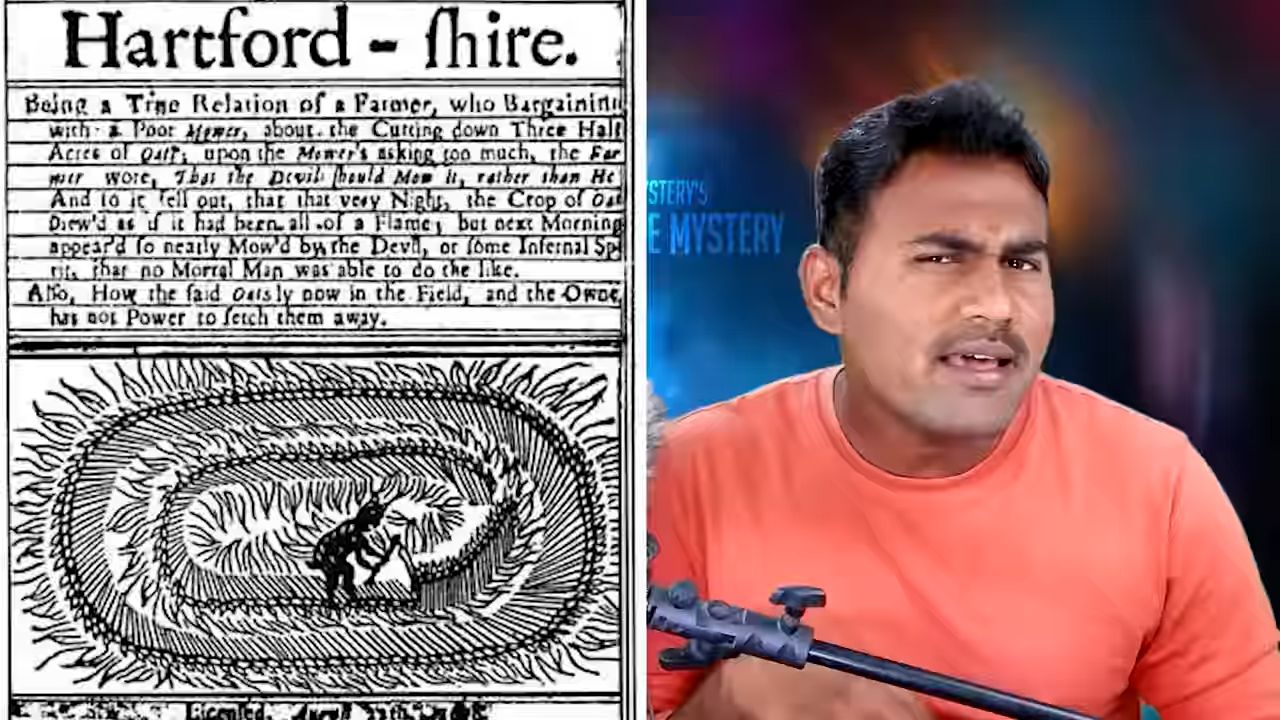 Hartford - ſhire.
Being a True Relation of a Farmer, who Bargaining
with a Poor Mower, about the Cutting down Three Half
Acres of Oats; upon the Mower's asking too much, the Far
mer swore, That the Devil ſhould Mow it, rather than He
And so it fell out, that that very Night, the Crop of Oat
shew'd as if it had been all of a Flame; but next Morning
appear'd ſo neatly Mow'd by the Devil, or ſome Infernal Spi
rit, that no Mortal Man was able to do the like.
Alſo, How the ſaid Oats ly now in the Field, and the Owner
has not Power to fetch them away.
Licenſed, Auguſt
YSTERY'S
E MYSTERY